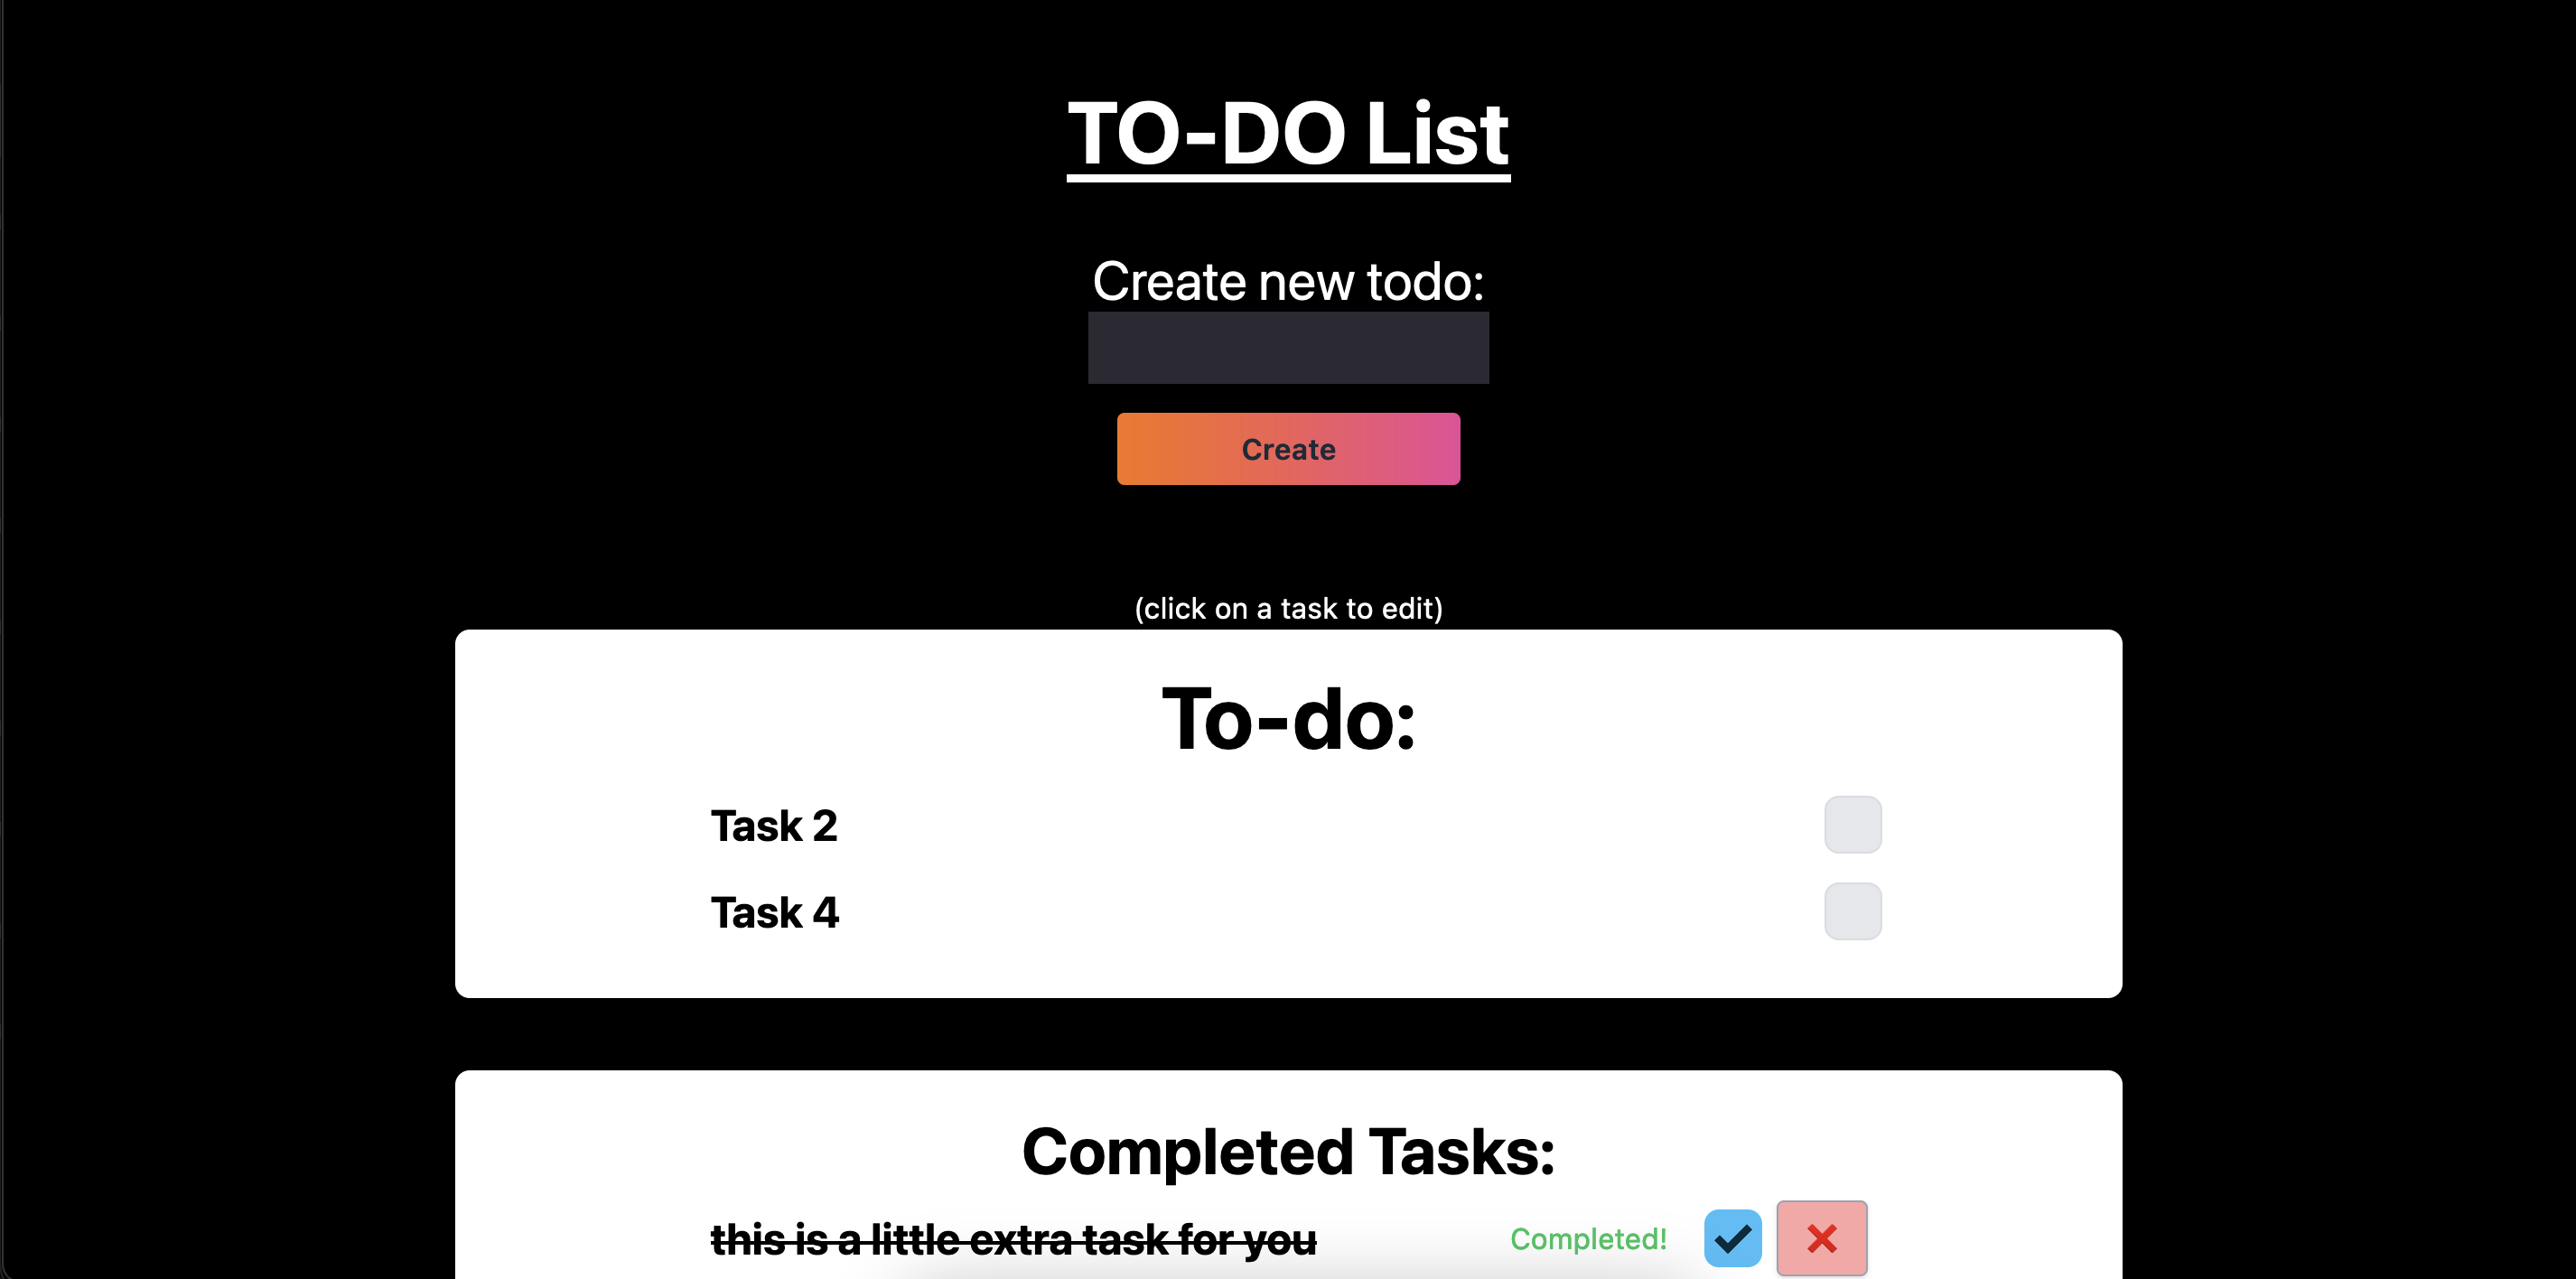 TO-DO List
Create new todo:
Create
(click on a task to edit)
To-do:
Task 2
Task 4
Completed Tasks:
this is a little extra task for you Completed!